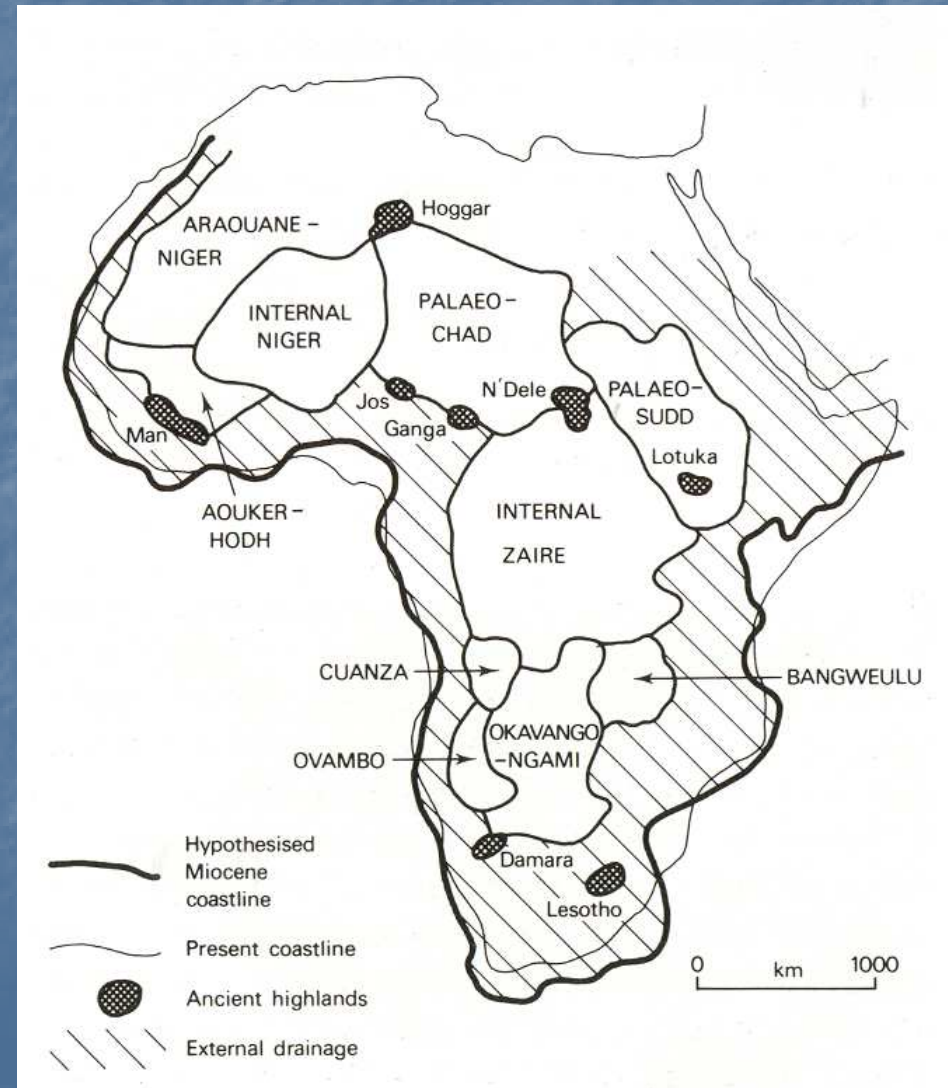 Hoggar
ARAOUANE–
NIGER
INTERNAL
NIGER
PALAEO–
CHAD
Jos
Ganga
N'Dele
PALAEO–
SUDD
Lotuka
Man
AOUKER–
HODH
INTERNAL
ZAIRE
CUANZA
BANGWEULU
OVAMBO
OKAVANGO
–NGAMI
Damara
Lesotho
Hypothesised
Miocene
coastline
Present coastline
Ancient highlands
External drainage
0 km 1000